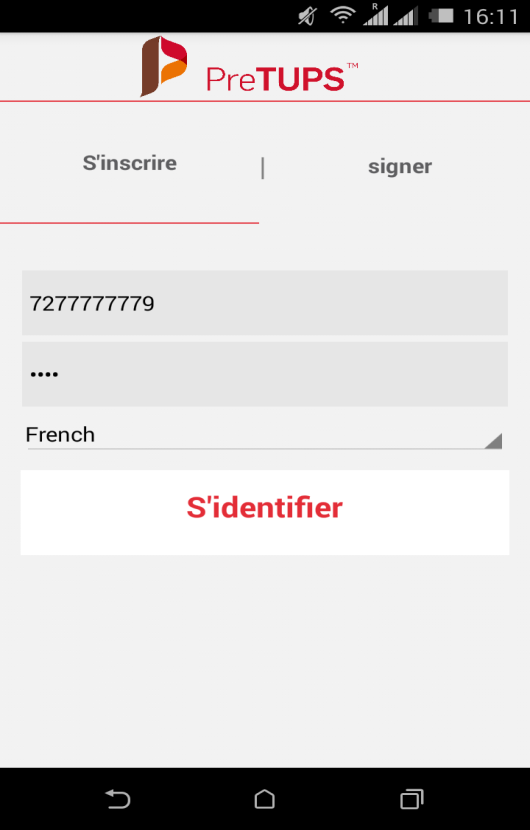 R
16:11
PreTUPS™
S'inscrire | signer
7277777779
••••
French
S'identifier